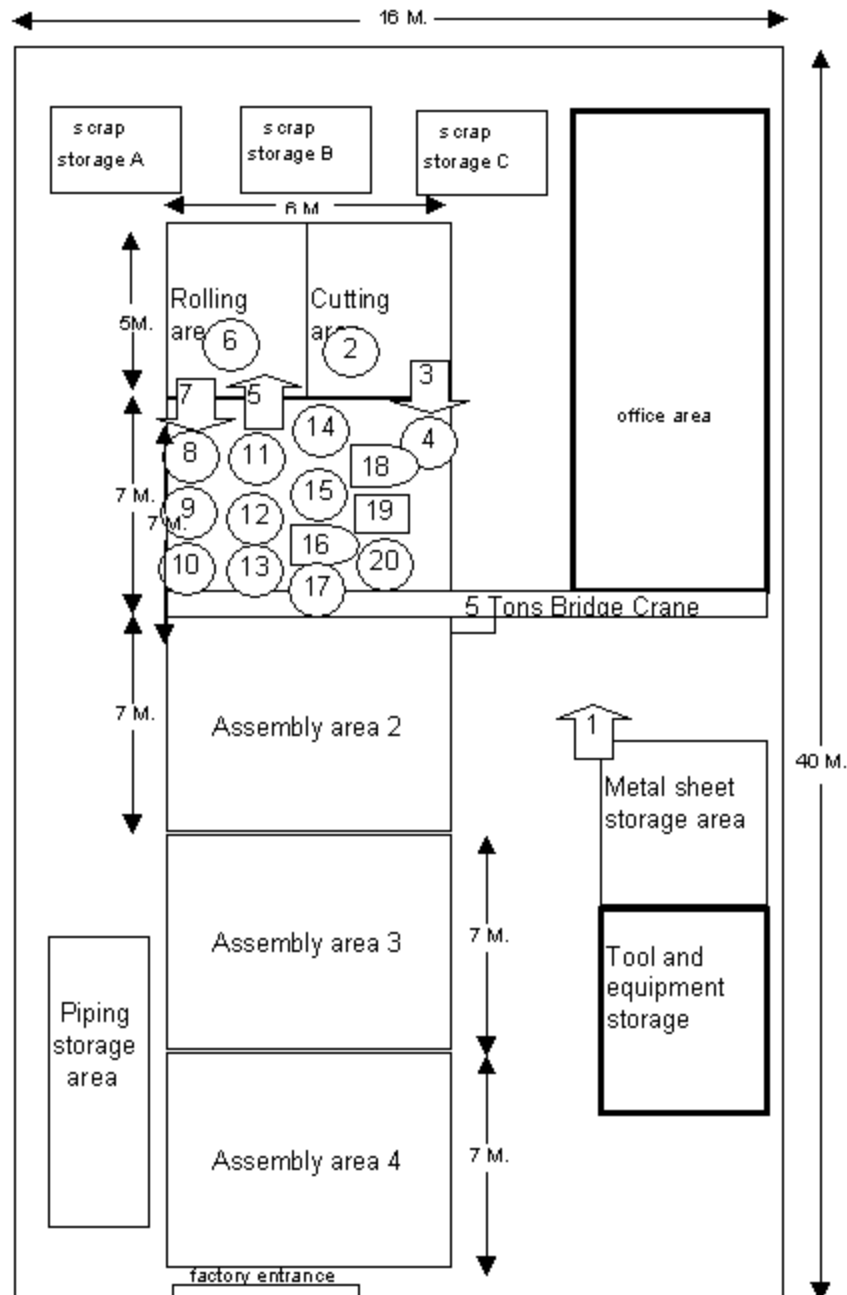 16 M.
scrap
storage A
scrap
storage B
scrap
storage C
6 M
5M.
Rolling
area
6
Cutting
area
2
7
5
3
office area
14
4
8
11
18
7 M.
15
9
7 M.
12
19
16
10
13
20
17
5 Tons Bridge Crane
7 M.
Assembly area 2
1
40 M.
Metal sheet
storage area
Assembly area 3
7 M.
Tool and
equipment
storage
Piping
storage
area
Assembly area 4
7 M.
factory entrance